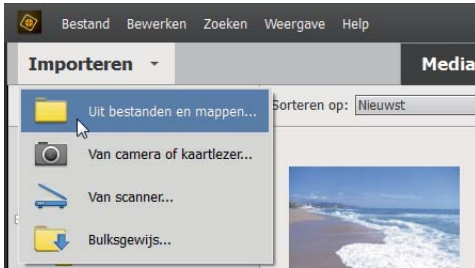 Bestand Bewerken Zoeken Weergave Help
Importeren Media
Uit bestanden en mappen... Sorteren op: Nieuwst
Van camera of kaartlezer...
Van scanner...
Bulksgewijs...